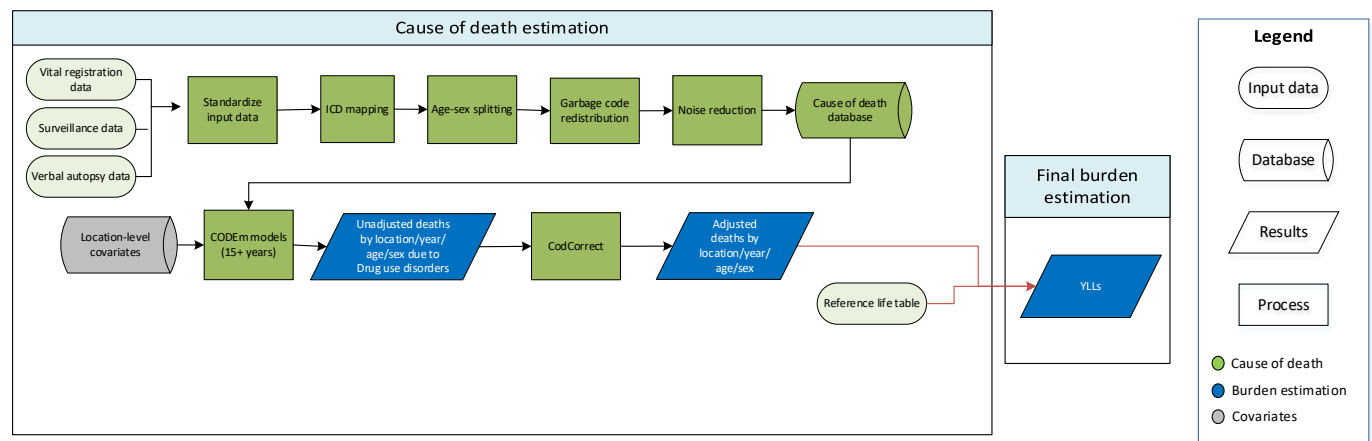 Cause of death estimation
Vital registration
data
Surveillance data
Verbal autopsy data
Standardize
input data
ICD mapping
Age-sex splitting
Garbage code
redistribution
Noise reduction
Cause of death
database
Location-level
covariates
CODEm models
(15+ years)
Unadjusted deaths
by location/year/
age/sex due to
Drug use disorders
CodCorrect
Adjusted
deaths by
location/year/
age/sex
Reference life table
Final burden
estimation
YLLs
Legend
Input data
Database
Results
Process
Cause of death
Burden estimation
Covariates